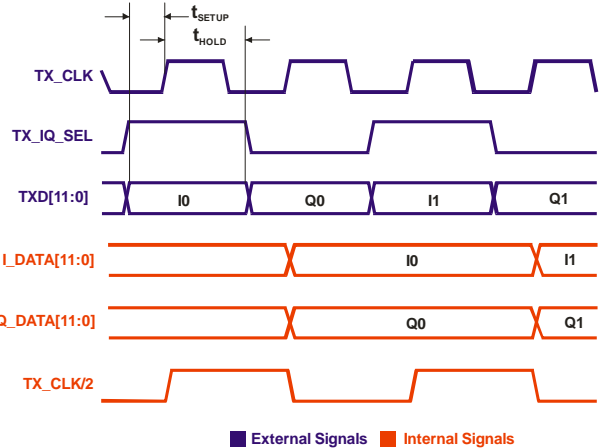 tSETUP
tHOLD
TX_CLK
TX_IQ_SEL
TXD[11:0] I0 Q0 I1 Q1
I_DATA[11:0] I0 I1
Q_DATA[11:0] Q0 Q1
TX_CLK/2
External Signals Internal Signals